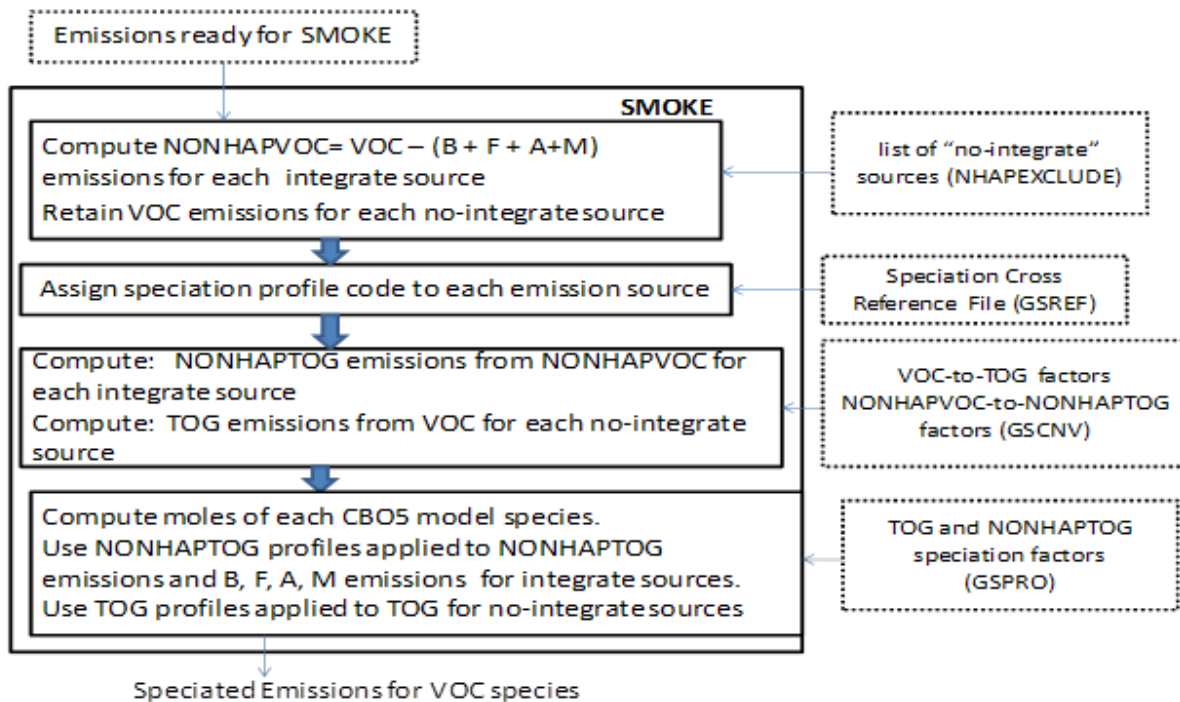 Emissions ready for SMOKE
SMOKE
Compute NONHAPVOC= VOC – (B + F + A+M)
emissions for each integrate source
Retain VOC emissions for each no-integrate source
list of “no-integrate”
sources (NHAPEXCLUDE)
Assign speciation profile code to each emission source
Speciation Cross
Reference File (GSREF)
Compute: NONHAPTOG emissions from NONHAPVOC for
each integrate source
Compute: TOG emissions from VOC for each no-integrate
source
VOC-to-TOG factors
NONHAPVOC-to-NONHAPTOG
factors (GSCNV)
Compute moles of each CBO5 model species.
Use NONHAPTOG profiles applied to NONHAPTOG
emissions and B, F, A, M emissions for integrate sources.
Use TOG profiles applied to TOG for no-integrate sources
TOG and NONHAPTOG
speciation factors
(GSPRO)
Speciated Emissions for VOC species